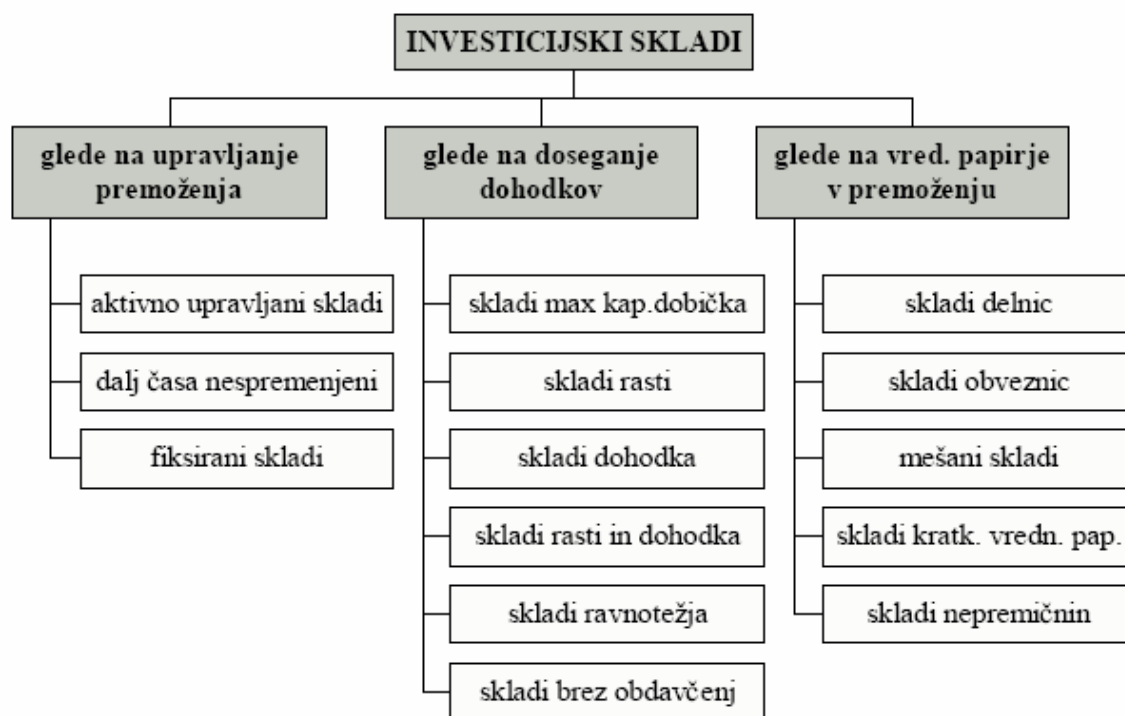 INVESTICIJSKI SKLADI
glede na upravljanje
premoženja
aktivno upravljani skladi
dalj časa nespremenjeni
fiksirani skladi
glede na doseganje
dohodkov
skladi max kap.dobička
skladi rasti
skladi dohodka
skladi rasti in dohodka
skladi ravnotežja
skladi brez obdavčenj
glede na vred. papirje
v premoženju
skladi delnic
skladi obveznic
mešani skladi
skladi kratk. vredn. pap.
skladi nepremičnin